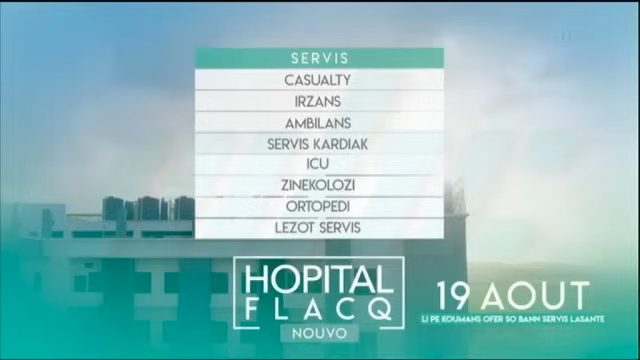 SERVIS
CASUALTY
IRZANS
AMBILANS
SERVIS KARDIAK
ICU
ZINEKOLOZI
ORTOPEDI
LEZOT SERVIS
HOPITAL
FLACQ
NOUVO
19 AOUT
LI PE KOUMANS OFER SO BANN SERVIS LASANTE